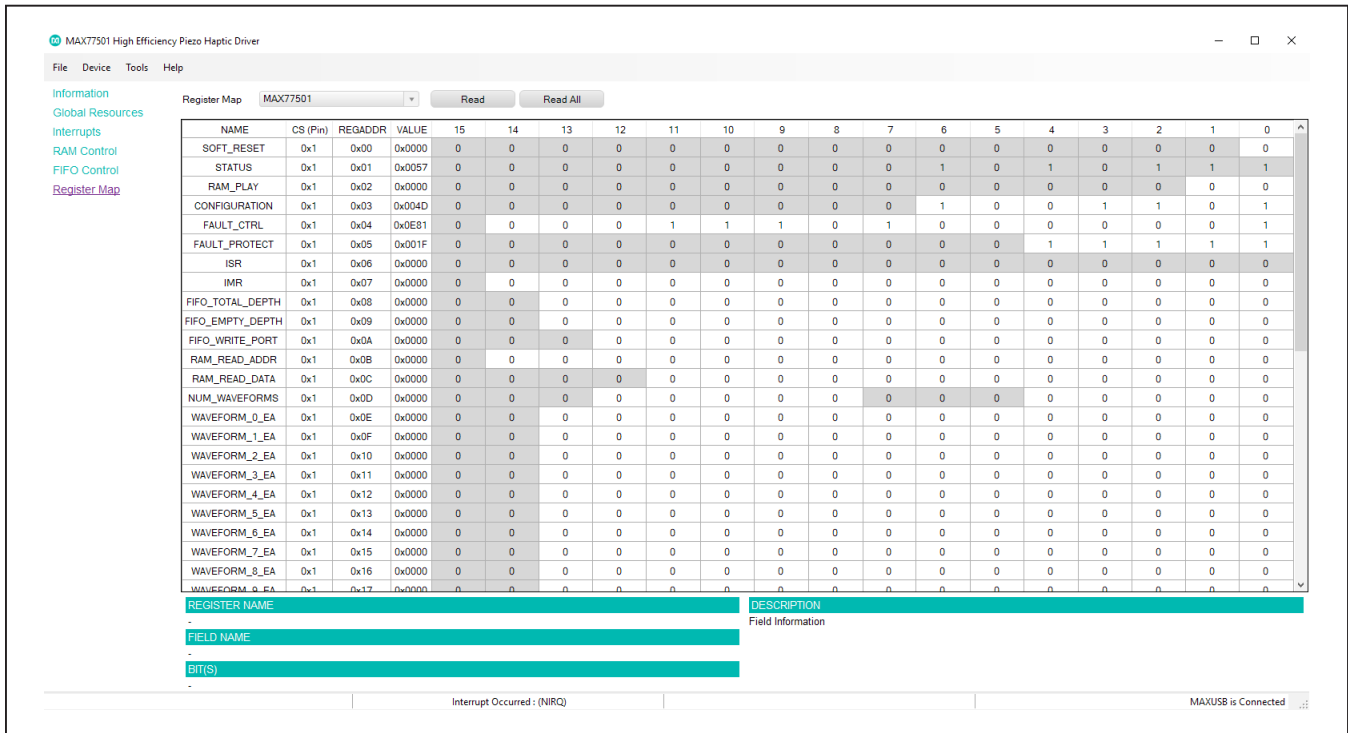 MAX77501 High Efficiency Piezo Haptic Driver
File Device Tools Help
Information
Global Resources
Interrupts
RAM Control
FIFO Control
Register Map
Register Map MAX77501 Read Read All
NAME CS (Pin) REGADDR VALUE 15 14 13 12 11 10 9 8 7 6 5 4 3 2 1 0
SOFT_RESET 0x1 0x00 0x0000 0 0 0 0 0 0 0 0 0 0 0 0 0 0 0 0
STATUS 0x1 0x01 0x0057 0 0 0 0 0 0 0 0 0 1 0 1 0 1 1 1
RAM_PLAY 0x1 0x02 0x0000 0 0 0 0 0 0 0 0 0 0 0 0 0 0 0 0
CONFIGURATION 0x1 0x03 0x004D 0 0 0 0 0 0 0 0 0 1 0 0 1 1 0 1
FAULT_CTRL 0x1 0x04 0x0E81 0 0 0 0 1 1 1 0 1 0 0 0 0 0 0 1
FAULT_PROTECT 0x1 0x05 0x001F 0 0 0 0 0 0 0 0 0 0 0 1 1 1 1 1
ISR 0x1 0x06 0x0000 0 0 0 0 0 0 0 0 0 0 0 0 0 0 0 0
IMR 0x1 0x07 0x0000 0 0 0 0 0 0 0 0 0 0 0 0 0 0 0 0
FIFO_TOTAL_DEPTH 0x1 0x08 0x0000 0 0 0 0 0 0 0 0 0 0 0 0 0 0 0 0
FIFO_EMPTY_DEPTH 0x1 0x09 0x0000 0 0 0 0 0 0 0 0 0 0 0 0 0 0 0 0
FIFO_WRITE_PORT 0x1 0x0A 0x0000 0 0 0 0 0 0 0 0 0 0 0 0 0 0 0 0
RAM_READ_ADDR 0x1 0x0B 0x0000 0 0 0 0 0 0 0 0 0 0 0 0 0 0 0 0
RAM_READ_DATA 0x1 0x0C 0x0000 0 0 0 0 0 0 0 0 0 0 0 0 0 0 0 0
NUM_WAVEFORMS 0x1 0x0D 0x0000 0 0 0 0 0 0 0 0 0 0 0 0 0 0 0 0
WAVEFORM_0_EA 0x1 0x0E 0x0000 0 0 0 0 0 0 0 0 0 0 0 0 0 0 0 0
WAVEFORM_1_EA 0x1 0x0F 0x0000 0 0 0 0 0 0 0 0 0 0 0 0 0 0 0 0
WAVEFORM_2_EA 0x1 0x10 0x0000 0 0 0 0 0 0 0 0 0 0 0 0 0 0 0 0
WAVEFORM_3_EA 0x1 0x11 0x0000 0 0 0 0 0 0 0 0 0 0 0 0 0 0 0 0
WAVEFORM_4_EA 0x1 0x12 0x0000 0 0 0 0 0 0 0 0 0 0 0 0 0 0 0 0
WAVEFORM_5_EA 0x1 0x13 0x0000 0 0 0 0 0 0 0 0 0 0 0 0 0 0 0 0
WAVEFORM_6_EA 0x1 0x14 0x0000 0 0 0 0 0 0 0 0 0 0 0 0 0 0 0 0
WAVEFORM_7_EA 0x1 0x15 0x0000 0 0 0 0 0 0 0 0 0 0 0 0 0 0 0 0
WAVEFORM_8_EA 0x1 0x16 0x0000 0 0 0 0 0 0 0 0 0 0 0 0 0 0 0 0
WAVEFORM_9_EA 0x1 0x17 0x0000 0 0 0 0 0 0 0 0 0 0 0 0 0 0 0 0
REGISTER NAME DESCRIPTION
- Field Information
FIELD NAME
-
BIT(S)
-
Interrupt Occurred : (NIRQ) MAXUSB is Connected